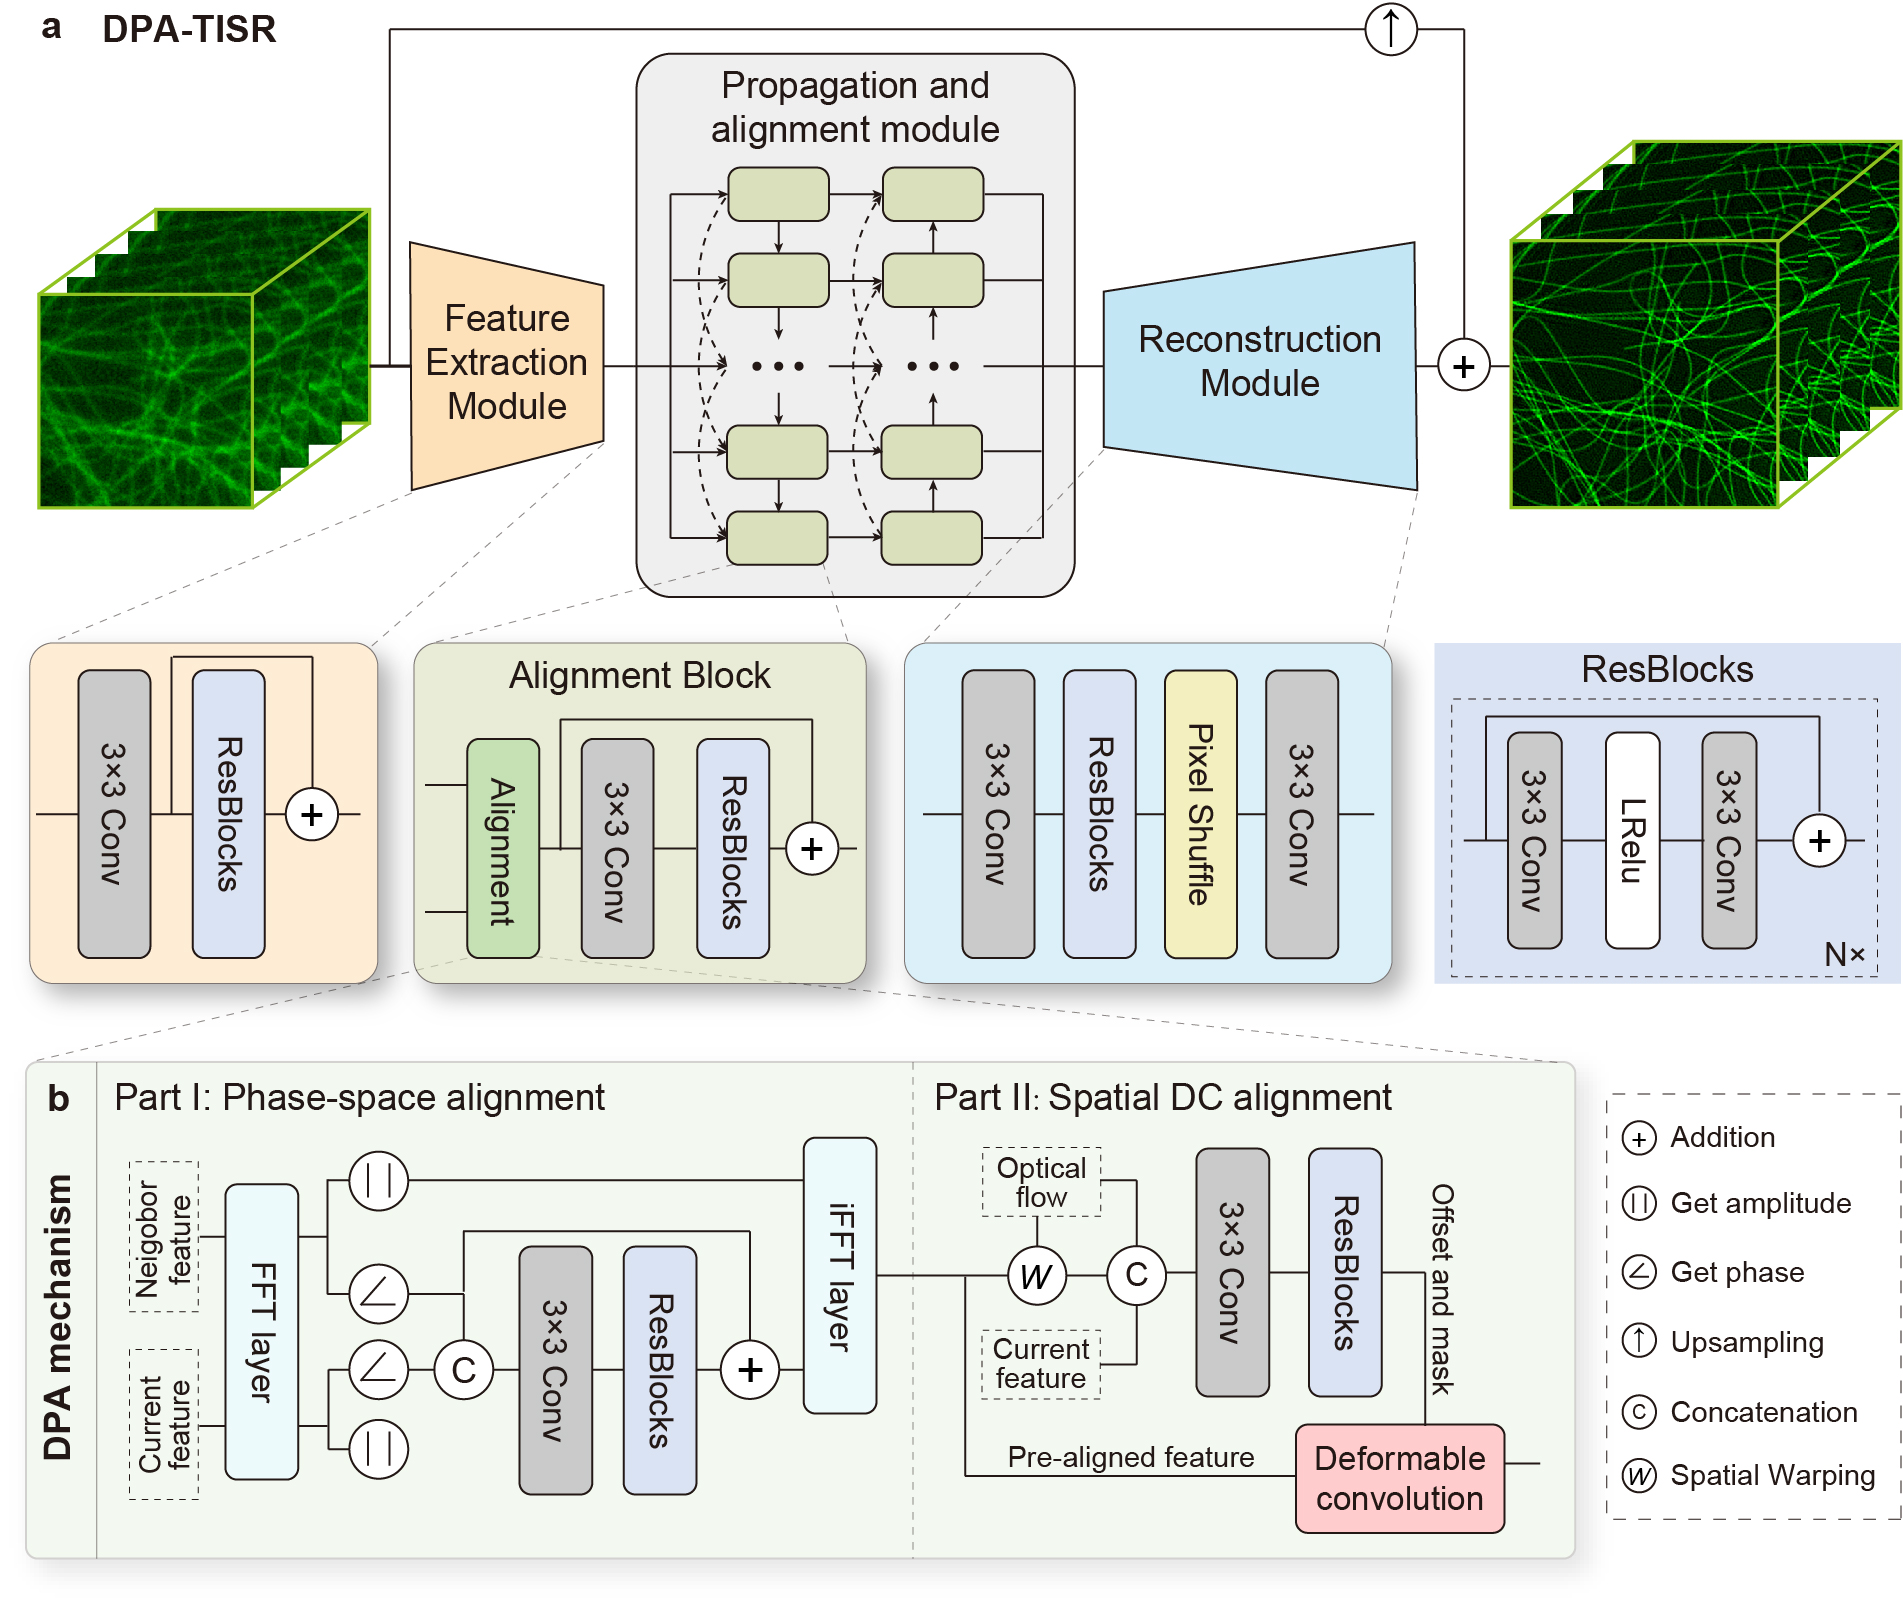 a DPA-TISR
↑
Propagation and
alignment module
Feature
Extraction
Module
Reconstruction
Module
+
3×3 Conv
ResBlocks
+
Alignment Block
Alignment
3×3 Conv
ResBlocks
+
3×3 Conv
ResBlocks
Pixel Shuffle
3×3 Conv
ResBlocks
3×3 Conv
LRelu
3×3 Conv
+
N×
b
DPA mechanism
Part I: Phase-space alignment
Neigobor
feature
Current
feature
FFT layer
||
∠
∠
||
C
3×3 Conv
ResBlocks
+
iFFT layer
Part II: Spatial DC alignment
Optical
flow
W
C
Current
feature
3×3 Conv
ResBlocks
Offset and mask
Pre-aligned feature
Deformable
convolution
+ Addition
|| Get amplitude
∠ Get phase
↑ Upsampling
C Concatenation
W Spatial Warping